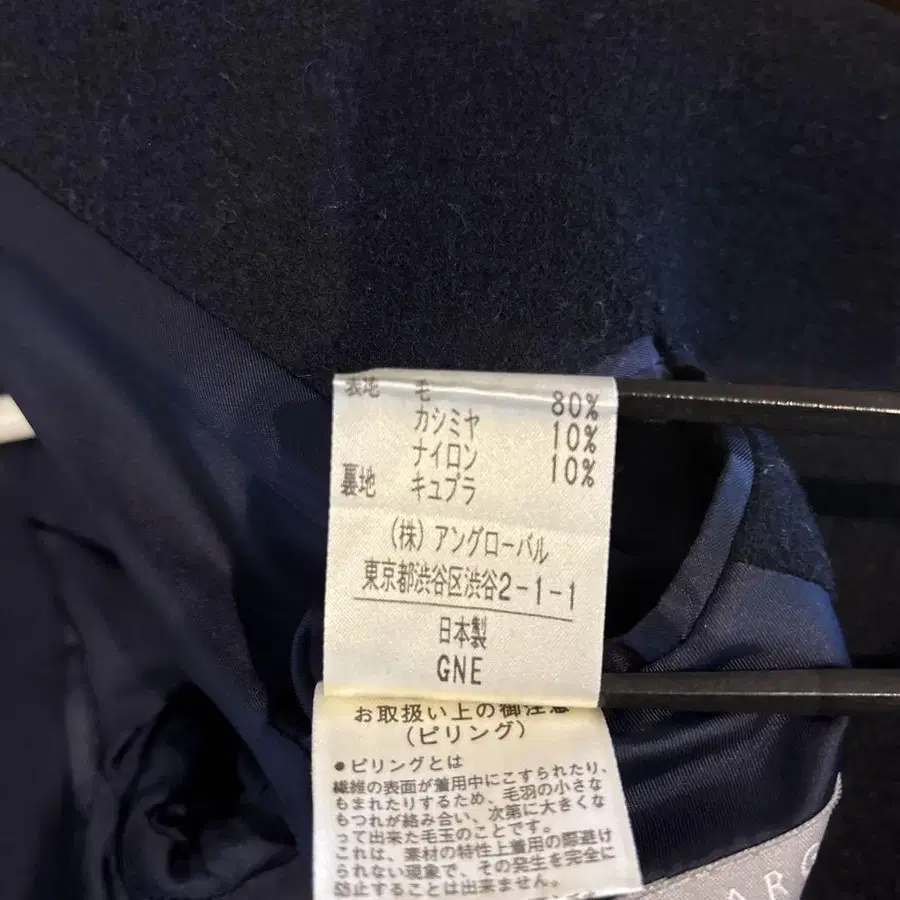 表地 毛 80%
カシミヤ 10%
ナイロン 10%
裏地 キュプラ
(株) アングローバル
東京都渋谷区渋谷2-1-1
日本製
GNE
お取扱い上の御注意
(ピリング)
●ピリングとは
繊維の表面が着用中にこすられたり、
もまれたりするため、毛羽の小さな
もつれが絡み合い、次第に大きくな
って出来た毛玉のことです。
これは、素材の特性上着用の際避け
られない現象で、その発生を完全に
防止することは出来ません。